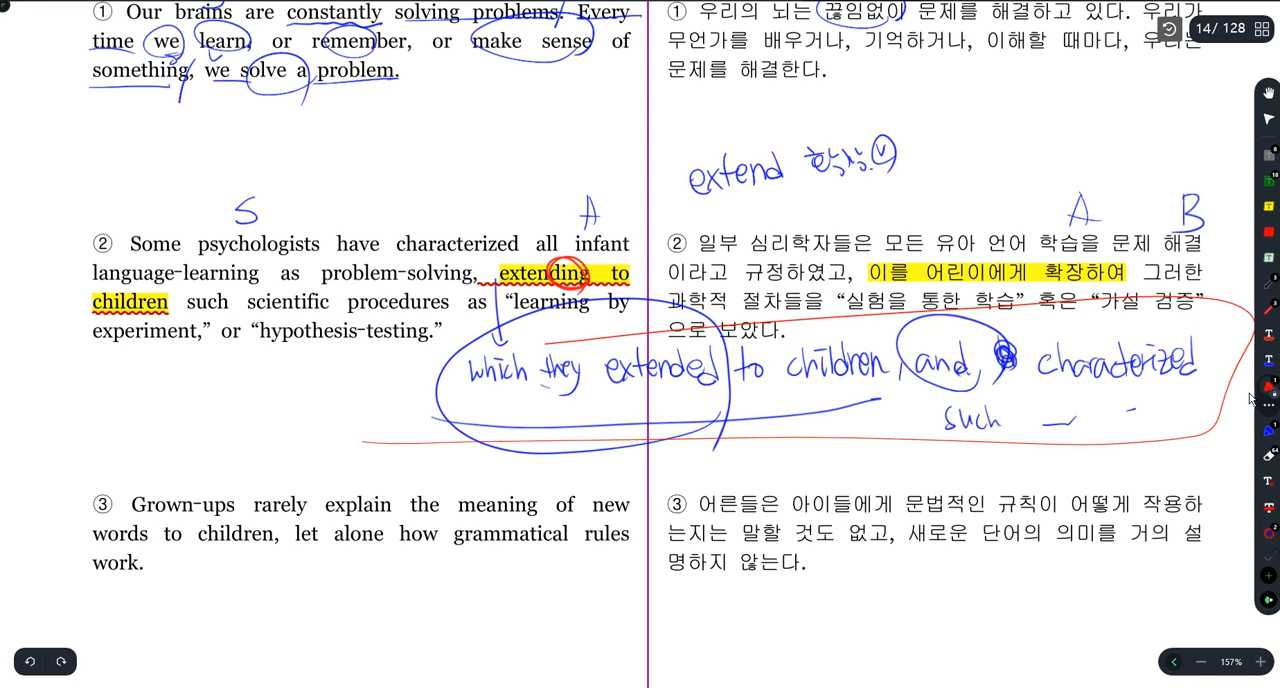 ① Our brains are constantly solving problems. Every
time we learn, or remember, or make sense of
something, we solve a problem.
① 우리의 뇌는 끊임없이 문제를 해결하고 있다. 우리가
무언가를 배우거나, 기억하거나, 이해할 때마다, 우리는
문제를 해결한다.
14 / 128
extend
S
A
A
B
② Some psychologists have characterized all infant
language-learning as problem-solving, extending to
children such scientific procedures as “learning by
experiment,” or “hypothesis-testing.”
② 일부 심리학자들은 모든 유아 언어 학습을 문제 해결
이라고 규정하였고, 이를 어린이에게 확장하여 그러한
과학적 절차들을 “실험을 통한 학습” 혹은 “가설 검증”
으로 보았다.
which they extended to children, and, characterized
such
③ Grown-ups rarely explain the meaning of new
words to children, let alone how grammatical rules
work.
③ 어른들은 아이들에게 문법적인 규칙이 어떻게 작용하
는지는 말할 것도 없고, 새로운 단어의 의미를 거의 설
명하지 않는다.
157%